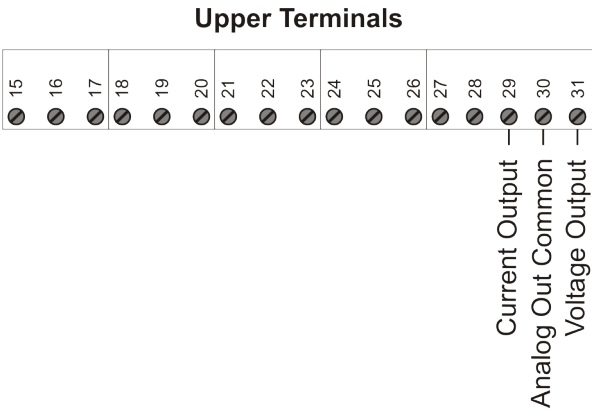 Upper Terminals
15 16 17 18 19 20 21 22 23 24 25 26 27 28 29 30 31
Current Output
Analog Out Common
Voltage Output